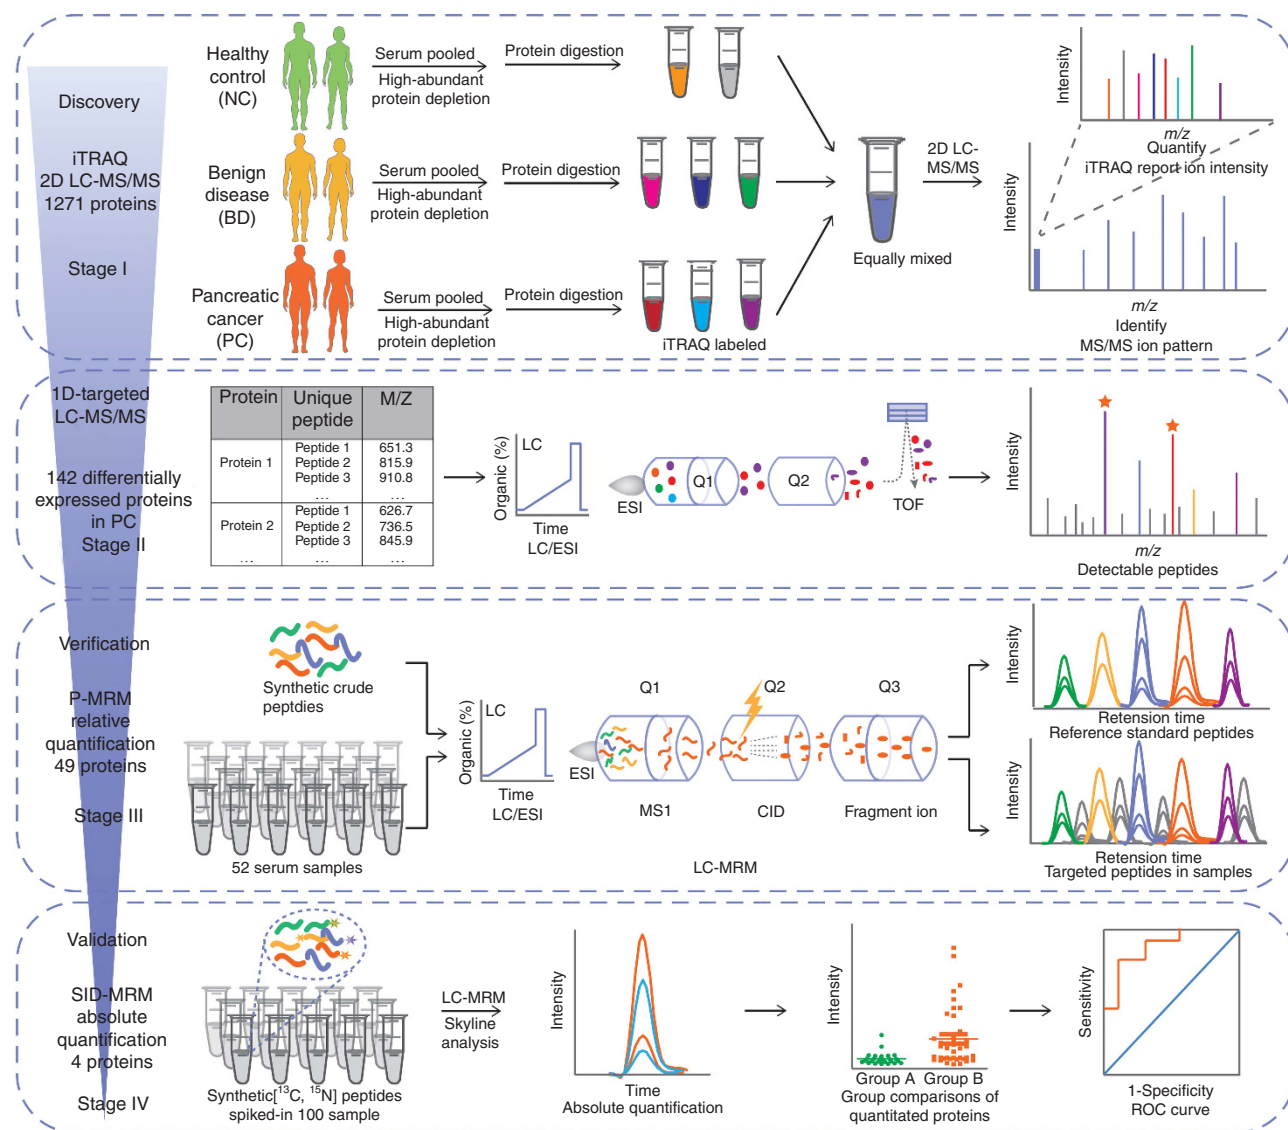 Discovery
iTRAQ
2D LC-MS/MS
1271 proteins
Stage I
Healthy
control
(NC)
Serum pooled
High-abundant
protein depletion
Protein digestion
Benign
disease
(BD)
Serum pooled
High-abundant
protein depletion
Protein digestion
Pancreatic
cancer
(PC)
Serum pooled
High-abundant
protein depletion
Protein digestion
iTRAQ labeled
Equally mixed
2D LC-
MS/MS
Intensity
m/z
Quantify
iTRAQ report ion intensity
Intensity
m/z
Identify
MS/MS ion pattern
1D-targeted
LC-MS/MS
142 differentially
expressed proteins
in PC
Stage II
Protein Unique peptide M/Z
Protein 1
Peptide 1 651.3
Peptide 2 815.9
Peptide 3 910.8
... ...
Protein 2
Peptide 1 626.7
Peptide 2 736.5
Peptide 3 845.9
... ... ...
Organic (%)
LC
Time
LC/ESI
ESI
Q1
Q2
TOF
Intensity
m/z
Detectable peptides
Verification
P-MRM
relative
quantification
49 proteins
Stage III
Synthetic crude
peptdies
52 serum samples
Organic (%)
LC
Time
LC/ESI
ESI
Q1
Q2
Q3
MS1
CID
Fragment ion
LC-MRM
Intensity
Retension time
Reference standard peptides
Intensity
Retension time
Targeted peptides in samples
Validation
SID-MRM
absolute
quantification
4 proteins
Stage IV
Synthetic[¹³C, ¹⁵N] peptides
spiked-in 100 sample
LC-MRM
Skyline
analysis
Intensity
Time
Absolute quantification
Intensity
Group A Group B
Group comparisons of
quantitated proteins
Sensitivity
1-Specificity
ROC curve